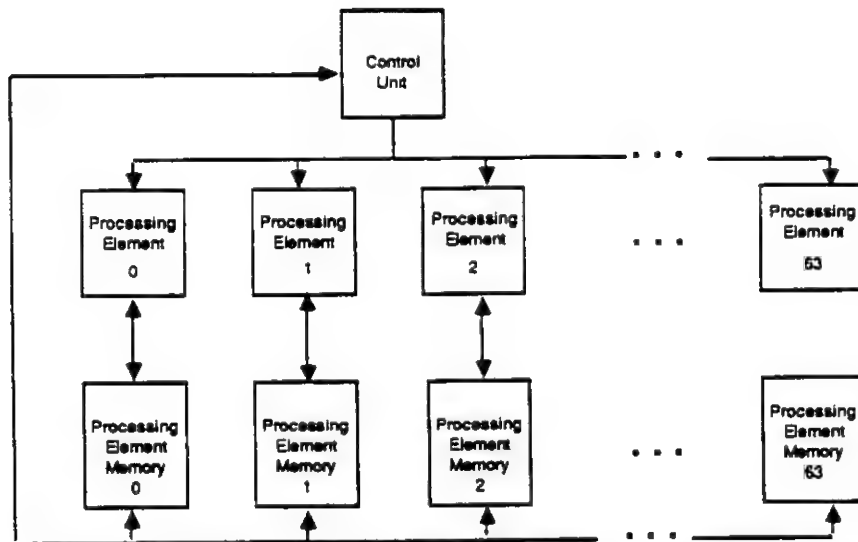 Control
Unit
Processing
Element
0
Processing
Element
1
Processing
Element
2
Processing
Element
63
Processing
Element
Memory
0
Processing
Element
Memory
1
Processing
Element
Memory
2
Processing
Element
Memory
63